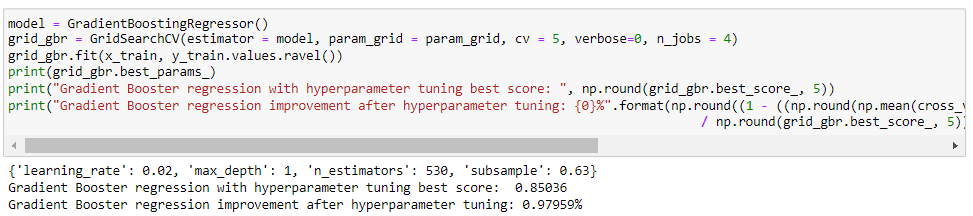 model = GradientBoostingRegressor()
grid_gbr = GridSearchCV(estimator = model, param_grid = param_grid, cv = 5, verbose=0, n_jobs = 4)
grid_gbr.fit(x_train, y_train.values.ravel())
print(grid_gbr.best_params_)
print("Gradient Booster regression with hyperparameter tuning best score: ", np.round(grid_gbr.best_score_, 5))
print("Gradient Booster regression improvement after hyperparameter tuning: {0}%".format(np.round((1 - ((np.round(np.mean(cross_
/ np.round(grid_gbr.best_score_, 5))
{'learning_rate': 0.02, 'max_depth': 1, 'n_estimators': 530, 'subsample': 0.63}
Gradient Booster regression with hyperparameter tuning best score:  0.85036
Gradient Booster regression improvement after hyperparameter tuning: 0.97959%